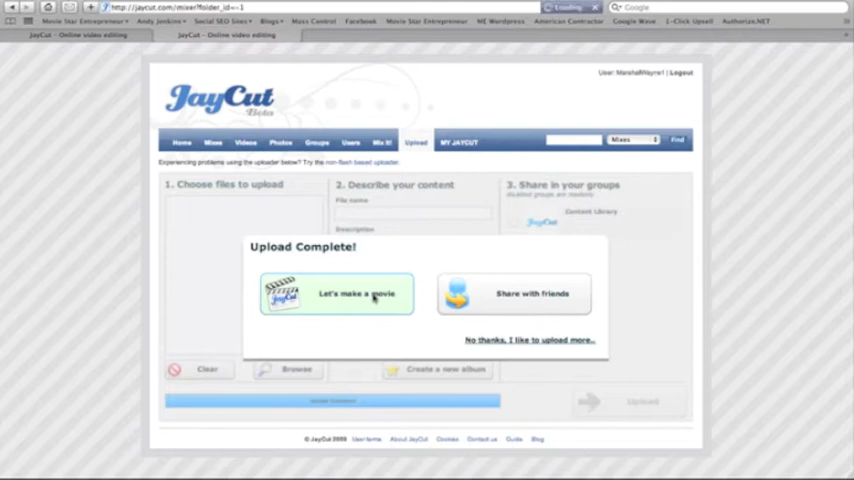 http://jaycut.com/mixer?folder_id=-1
Loading
Google
Movie Star Entrepreneur
Andy Jenkins
Social SEO Sites
Blogs
Mass Control
Facebook
Movie Star Entrepreneur
NE Wordpress
American Contractor
Google Wave
1-Click Upsell
Authorize.NET
JayCut - Online video editing
JayCut - Online video editing
User: MarshallWayne1 | Logout
JayCut
Beta
Home Mixes Videos Photos Groups Users Mix it! Upload MY JAYCUT Mixes Find
Experiencing problems using the uploader below? Try the non-flash based uploader.
1. Choose files to upload
2. Describe your content
3. Share in your groups
File name
Content Library
JayCut
Description
Upload Complete!
JayCut
Let's make a movie
Share with friends
No thanks, I like to upload more..
Clear
Browse
Create a new album
Upload
© JayCut 2009 User terms About JayCut Cookies Contact us Guide Blog